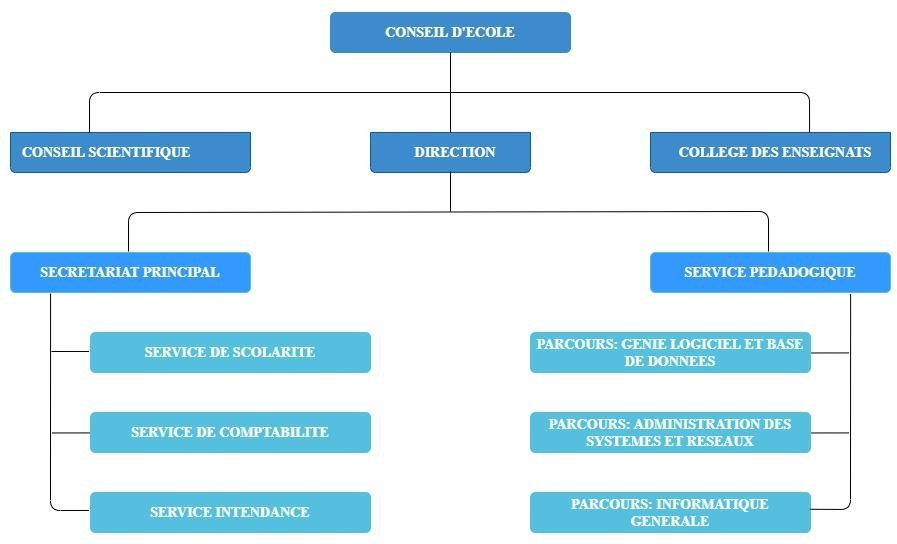 CONSEIL D'ECOLE
CONSEIL SCIENTIFIQUE
DIRECTION
COLLEGE DES ENSEIGNATS
SECRETARIAT PRINCIPAL
SERVICE PEDADOGIQUE
SERVICE DE SCOLARITE
PARCOURS: GENIE LOGICIEL ET BASE
DE DONNEES
SERVICE DE COMPTABILITE
PARCOURS: ADMINISTRATION DES
SYSTEMES ET RESEAUX
SERVICE INTENDANCE
PARCOURS: INFORMATIQUE
GENERALE